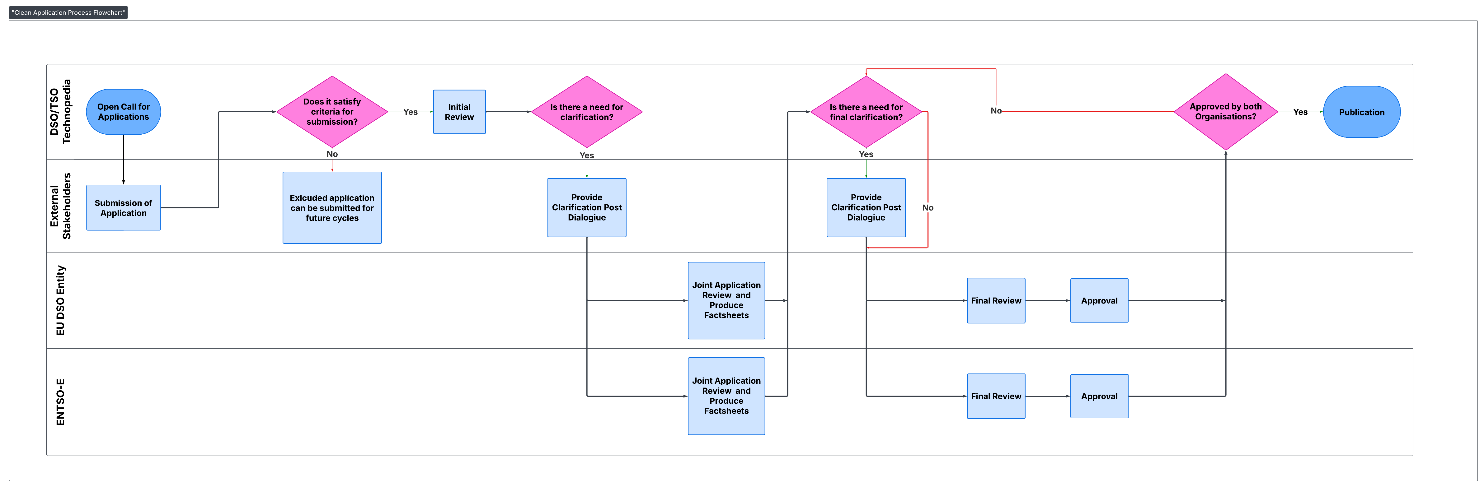 "Clean Application Process Flowchart"
DSO/TSO
Technopedia
Open Call for
Applications
Does it satisfy
criteria for
submission?
Yes
Initial
Review
Is there a need for
clarification?
Is there a need for
final clarification?
No
Approved by both
Organisations?
Yes
Publication
No
Yes
Yes
External
Stakeholders
Submission of
Application
Exlcuded application
can be submitted for
future cycles
Provide
Clarification Post
Dialogiue
Provide
Clarification Post
Dialogiue
No
EU DSO Entity
Joint Application
Review and
Produce
Factsheets
Final Review
Approval
ENTSO-E
Joint Application
Review and
Produce
Factsheets
Final Review
Approval